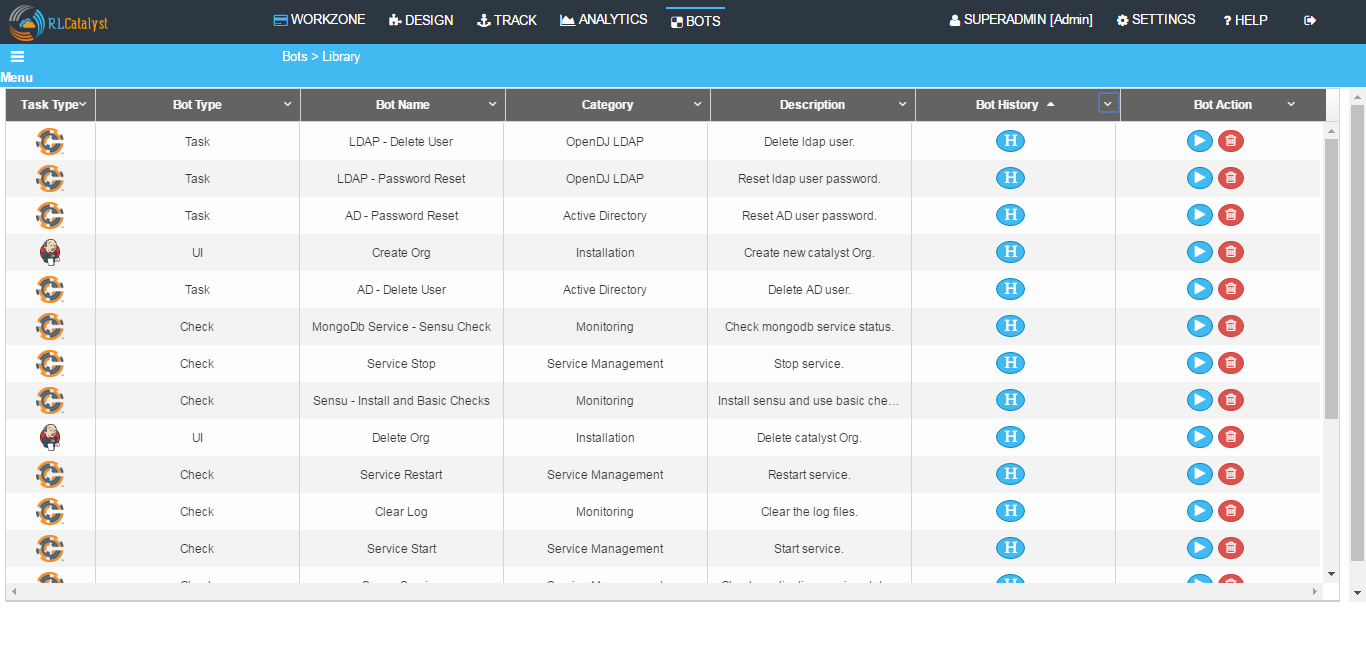 RLCatalyst WORKZONE DESIGN TRACK ANALYTICS BOTS SUPERADMIN [Admin] SETTINGS ? HELP
Bots > Library
Menu
Task Type Bot Type Bot Name Category Description Bot History Bot Action
Task LDAP - Delete User OpenDJ LDAP Delete ldap user. H
Task LDAP - Password Reset OpenDJ LDAP Reset ldap user password. H
Task AD - Password Reset Active Directory Reset AD user password. H
UI Create Org Installation Create new catalyst Org. H
Task AD - Delete User Active Directory Delete AD user. H
Check MongoDb Service - Sensu Check Monitoring Check mongodb service status. H
Check Service Stop Service Management Stop service. H
Check Sensu - Install and Basic Checks Monitoring Install sensu and use basic che… H
UI Delete Org Installation Delete catalyst Org. H
Check Service Restart Service Management Restart service. H
Check Clear Log Monitoring Clear the log files. H
Check Service Start Service Management Start service. H